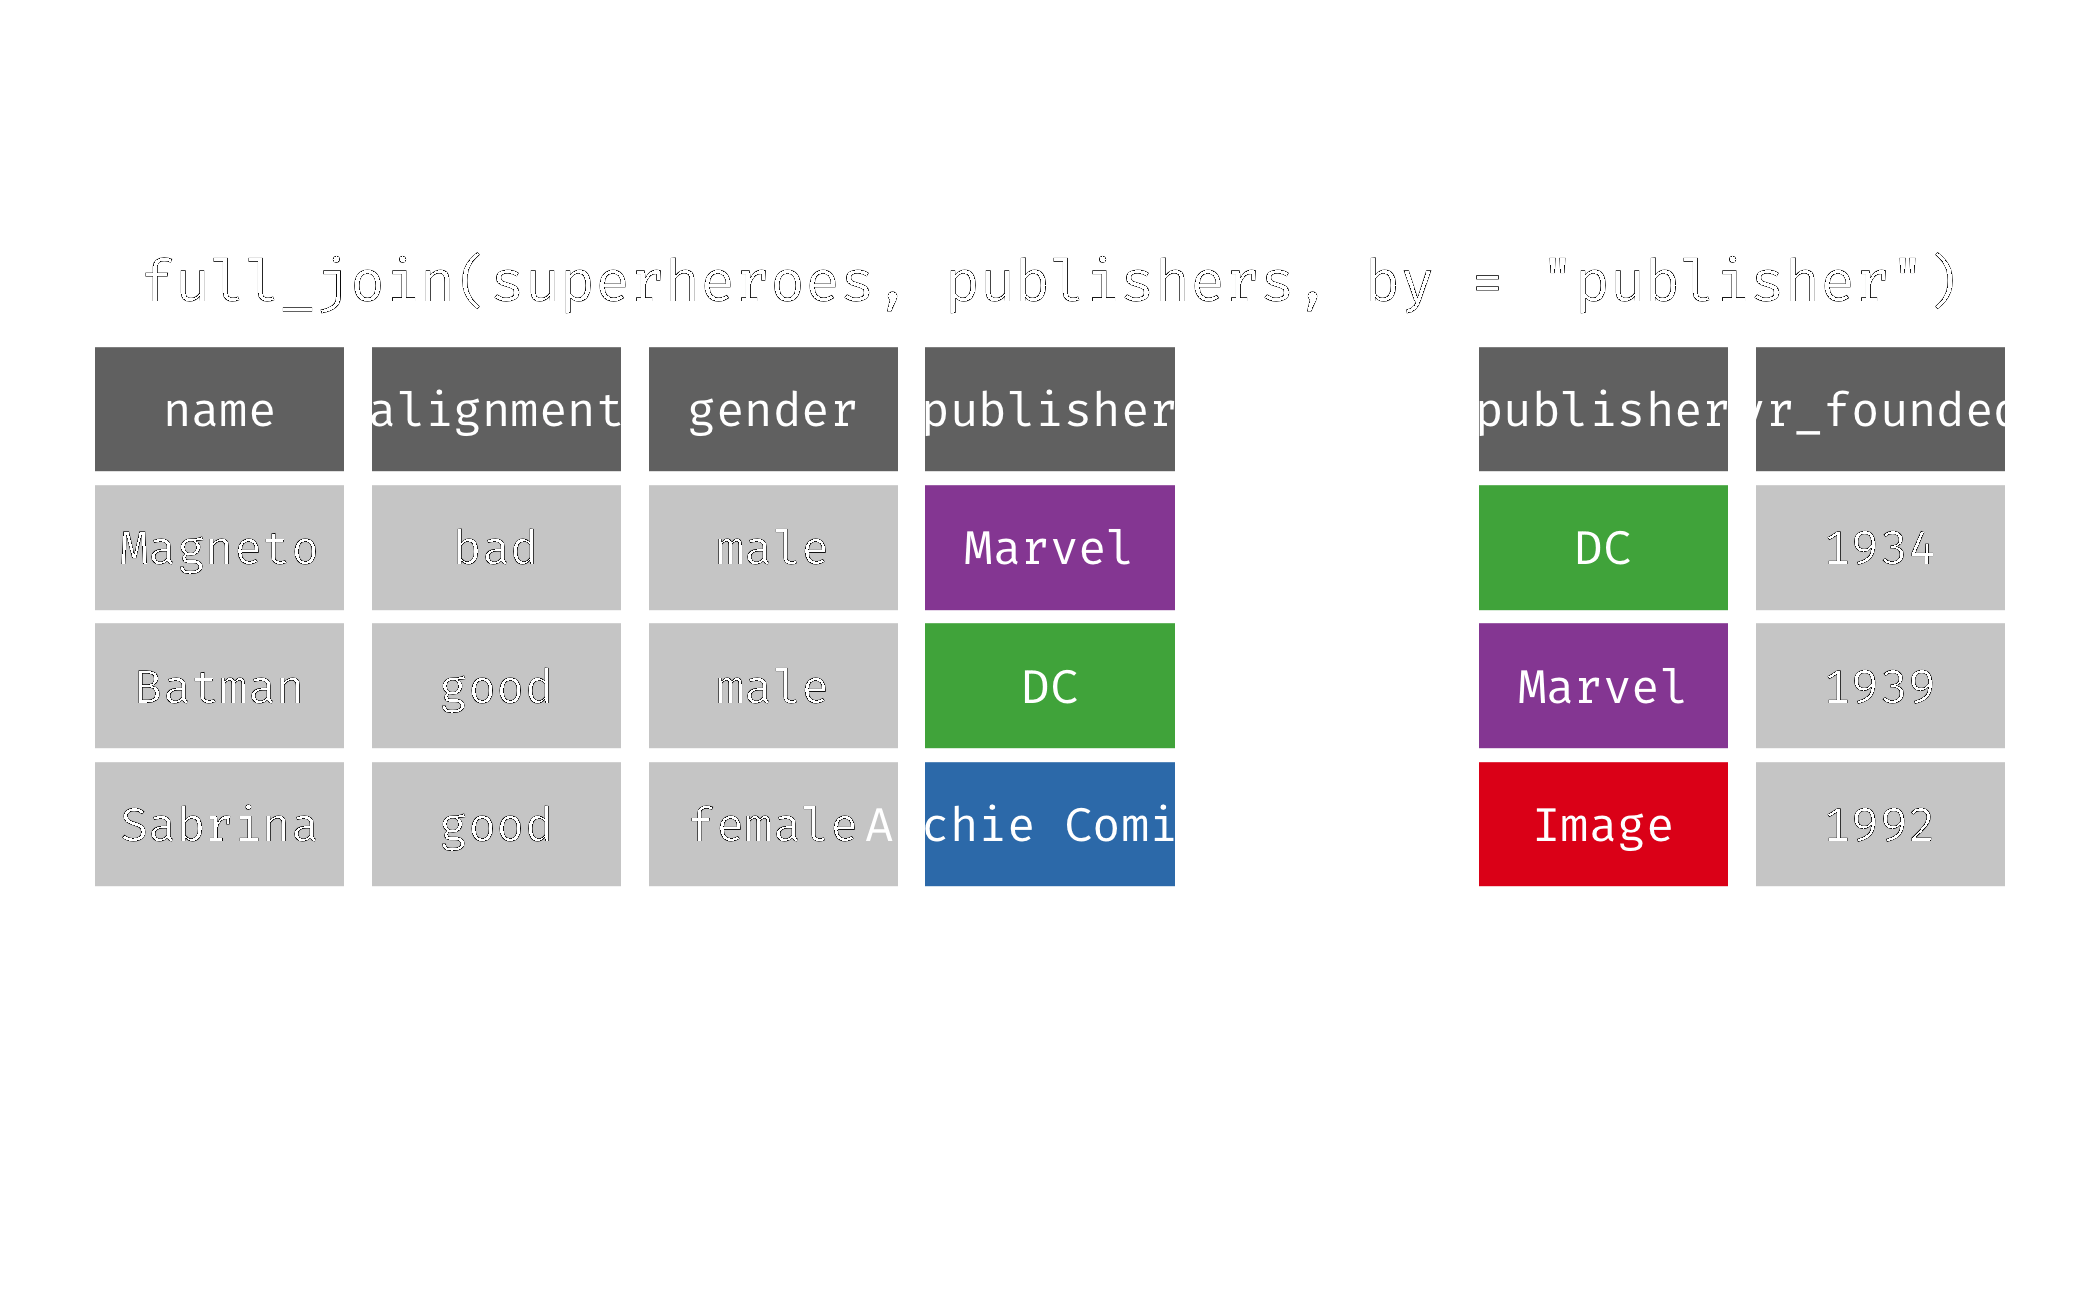 full_join(superheroes, publishers, by = "publisher")
name alignment gender publisher publisher yr_founded
Magneto bad male Marvel DC 1934
Batman good male DC Marvel 1939
Sabrina good female Archie Comi Image 1992